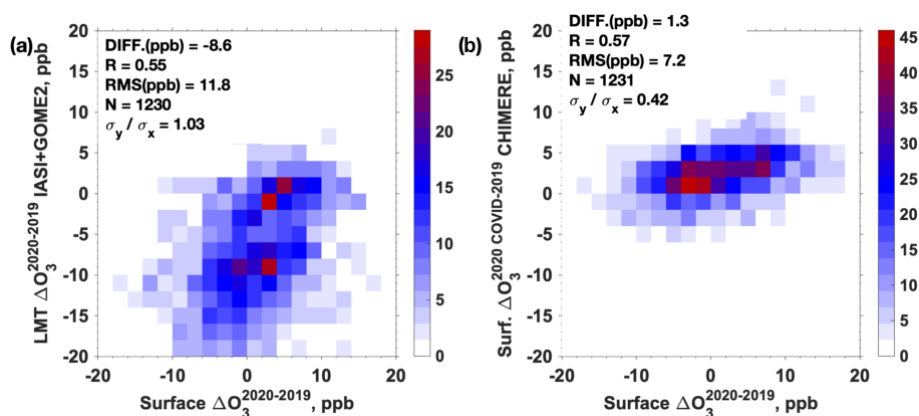 (a)
DIFF.(ppb) = -8.6
R = 0.55
RMS(ppb) = 11.8
N = 1230
σy / σx = 1.03
LMT ΔO3^2020-2019 IASI+GOME2, ppb
20
15
10
5
0
-5
-10
-15
-20
-20
-10
0
10
20
Surface ΔO3^2020-2019, ppb
25
20
15
10
5
0
(b)
DIFF.(ppb) = 1.3
R = 0.57
RMS(ppb) = 7.2
N = 1231
σy / σx = 0.42
Surf. ΔO3^2020 COVID-2019 CHIMERE, ppb
20
15
10
5
0
-5
-10
-15
-20
-20
-10
0
10
20
Surface ΔO3^2020-2019, ppb
45
40
35
30
25
20
15
10
5
0